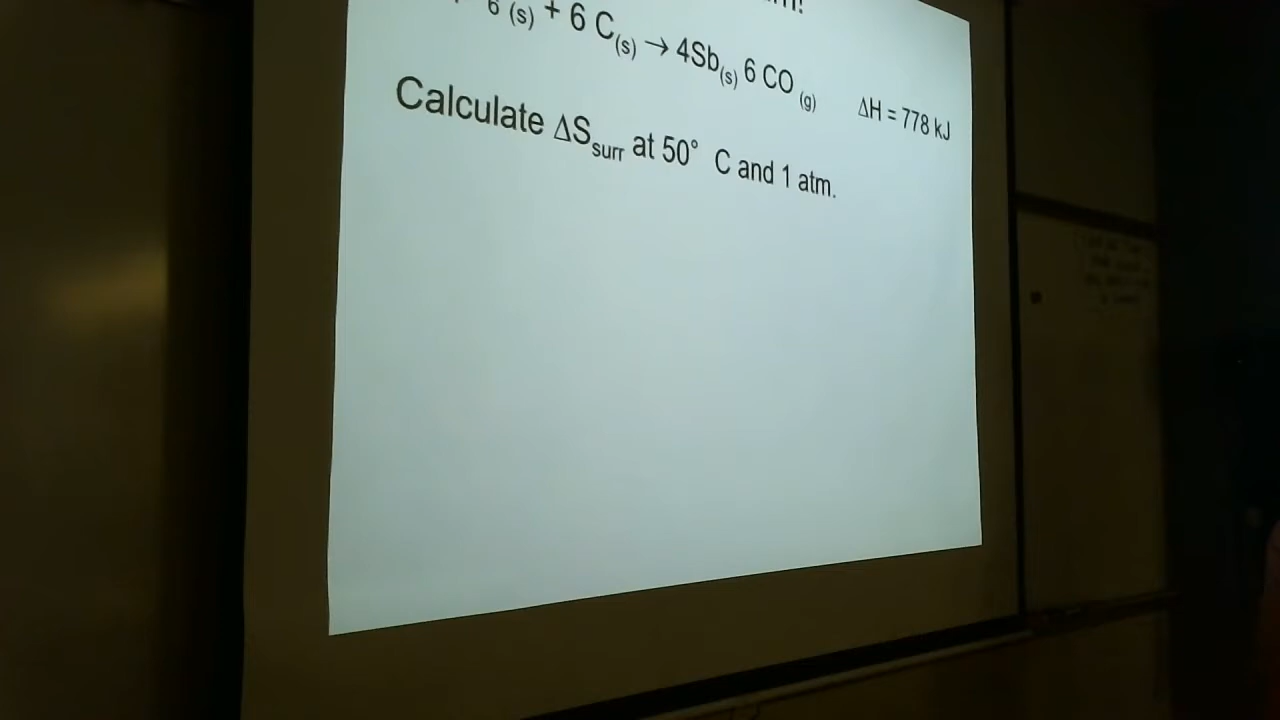 6 (s) + 6 C(s) → 4Sb(s) 6 CO (g) ΔH = 778 kJ
Calculate ΔSsurr at 50° C and 1 atm.